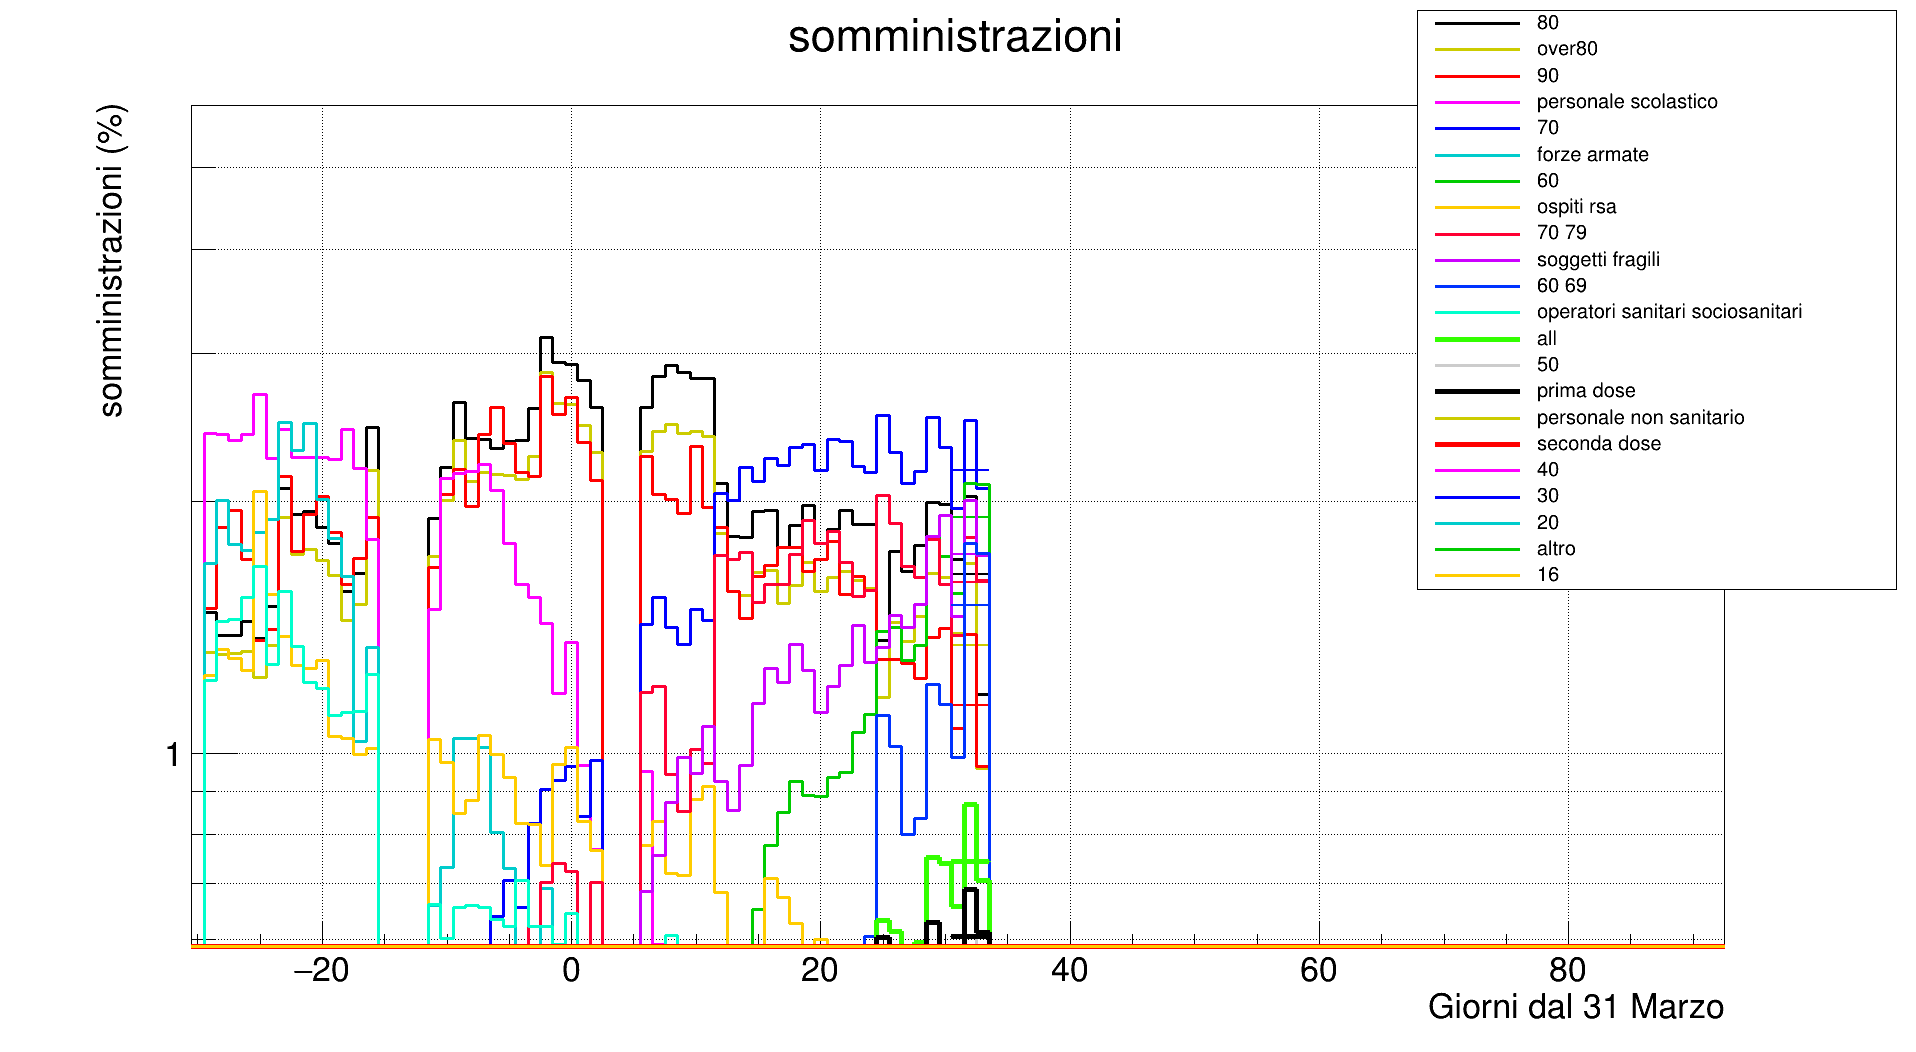 somministrazioni
80
over80
90
personale scolastico
70
forze armate
60
ospiti rsa
70 79
soggetti fragili
60 69
operatori sanitari sociosanitari
all
50
prima dose
personale non sanitario
seconda dose
40
30
20
altro
16
somministrazioni (%)
1
−20 0 20 40 60 80
Giorni dal 31 Marzo